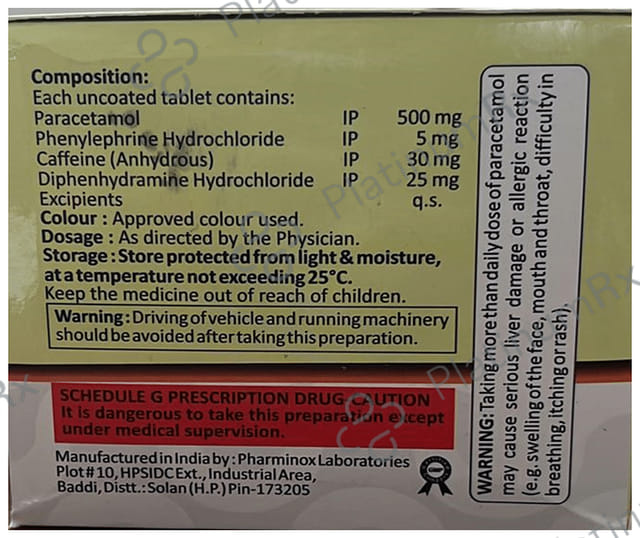 Composition:
Each uncoated tablet contains:
Paracetamol IP 500 mg
Phenylephrine Hydrochloride IP 5 mg
Caffeine (Anhydrous) IP 30 mg
Diphenhydramine Hydrochloride IP 25 mg
Excipients q.s.
Colour : Approved colour used.
Dosage : As directed by the Physician.
Storage : Store protected from light & moisture,
at a temperature not exceeding 25°C.
Keep the medicine out of reach of children.
Warning : Driving of vehicle and running machinery
should be avoided after taking this preparation.
SCHEDULE G PRESCRIPTION DRUG CAUTION
It is dangerous to take this preparation except
under medical supervision.
Manufactured in India by : Pharminox Laboratories
Plot # 10, HPSIDC Ext., Industrial Area,
Baddi, Distt.: Solan (H.P.) Pin-173205
WARNING: Taking more than daily dose of paracetamol
may cause serious liver damage or allergic reaction
(e.g. swelling of the face, mouth and throat, difficulty in
breathing, itching or rash).
PlatinumRx